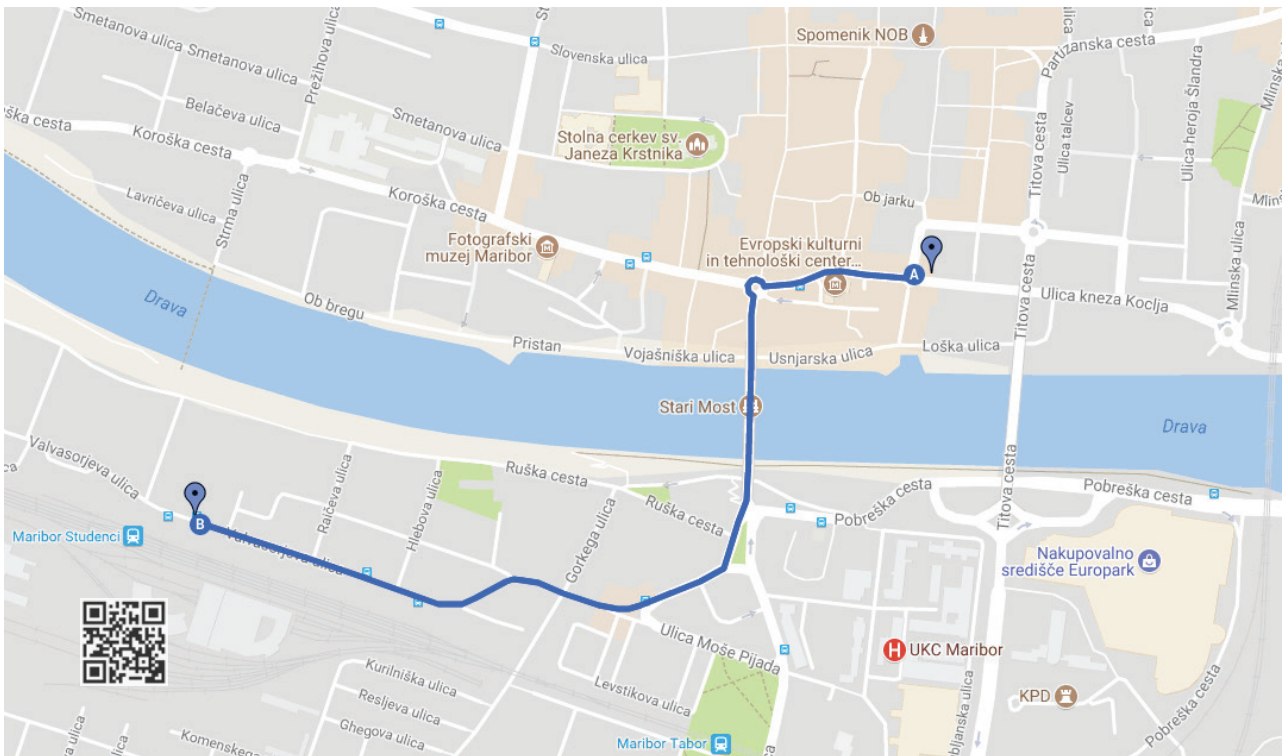 Smetanova ulica
Smetanova ulica
Prežihova ulica
Belačeva ulica
Smetanova ulica
Slovenska ulica
Spomenik NOB
Partizanska cesta
Ulica heroja Šlandra
Ulica talcev
Titova cesta
Koroška cesta
Stolna cerkev sv.
Janeza Krstnika
Lavričeva ulica
Strma ulica
Koroška cesta
Fotografski
muzej Maribor
Ob jarku
Evropski kulturni
in tehnološki center...
A
Ulica kneza Koclja
Mlinska ulica
Titova cesta
Drava
Ob bregu
Pristan
Vojašniška ulica
Usnjarska ulica
Loška ulica
Stari Most
Drava
Valvasorjeva ulica
Raičeva ulica
Hlebova ulica
Ruška cesta
Ruška cesta
Gorkega ulica
Pobreška cesta
Pobreška cesta
Titova cesta
B
Maribor Studenci
Valvasorjeva ulica
Nakupovalno
središče Europark
Ulica Moše Pijada
H
UKC Maribor
KPD
Kurilniška ulica
Resljeva ulica
Ghegova ulica
Levstikova ulica
Maribor Tabor
Pobreška cesta